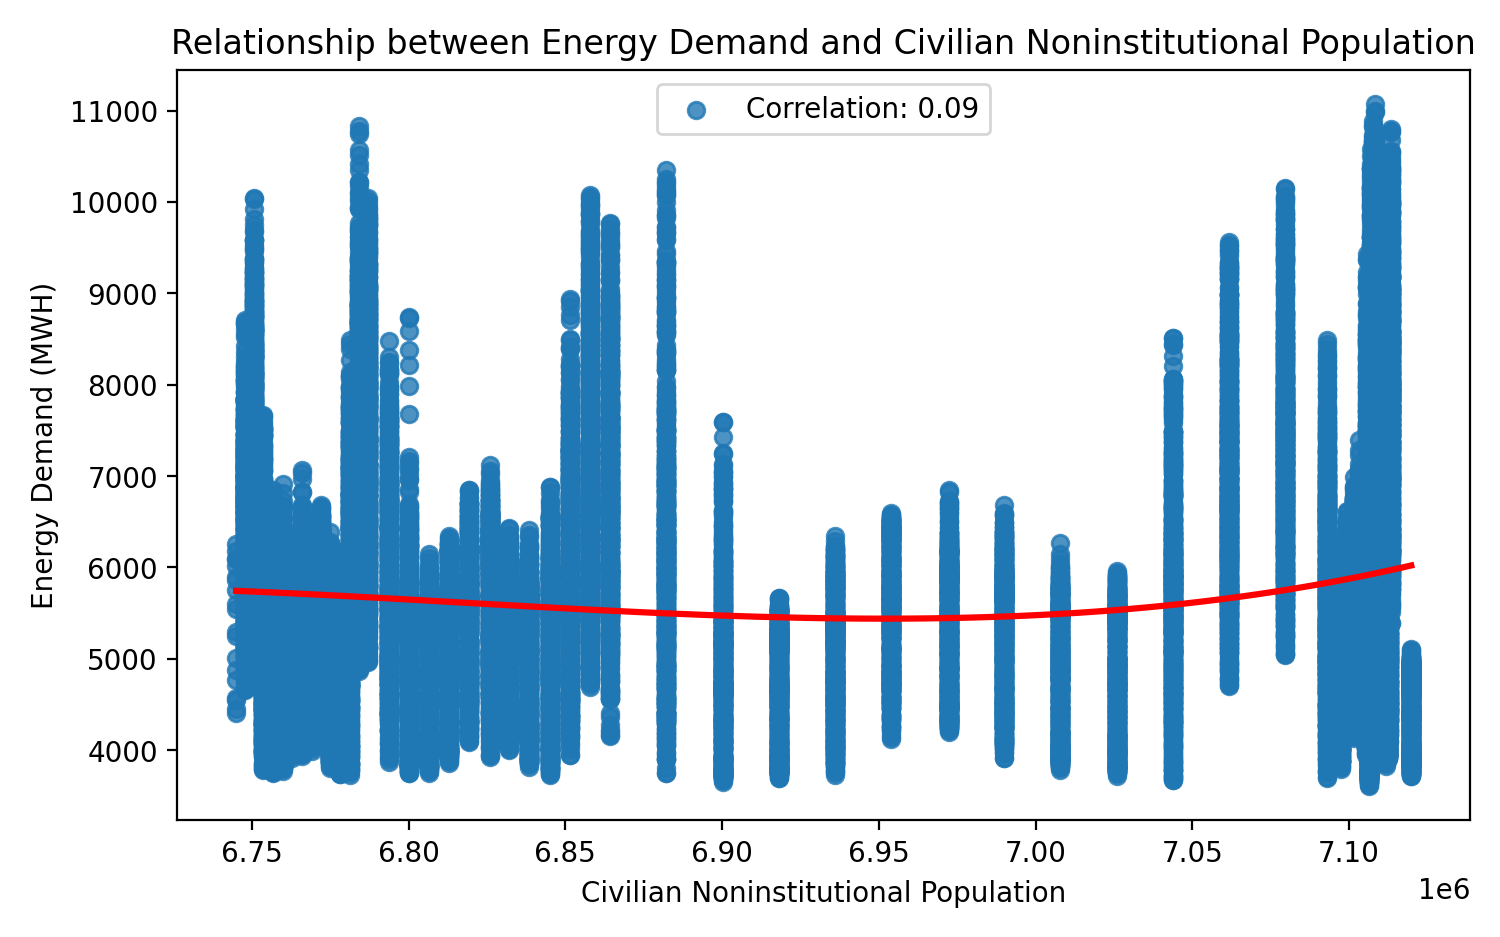 Relationship between Energy Demand and Civilian Noninstitutional Population
Correlation: 0.09
11000
10000
9000
8000
7000
6000
5000
4000
Energy Demand (MWH)
6.75 6.80 6.85 6.90 6.95 7.00 7.05 7.10
1e6
Civilian Noninstitutional Population